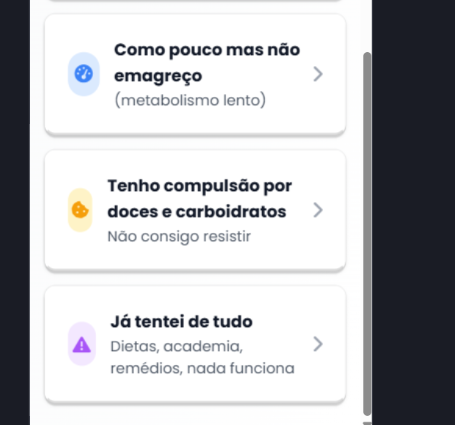 Como pouco mas não
emagreço
(metabolismo lento)
Tenho compulsão por
doces e carboidratos
Não consigo resistir
Já tentei de tudo
Dietas, academia,
remédios, nada funciona